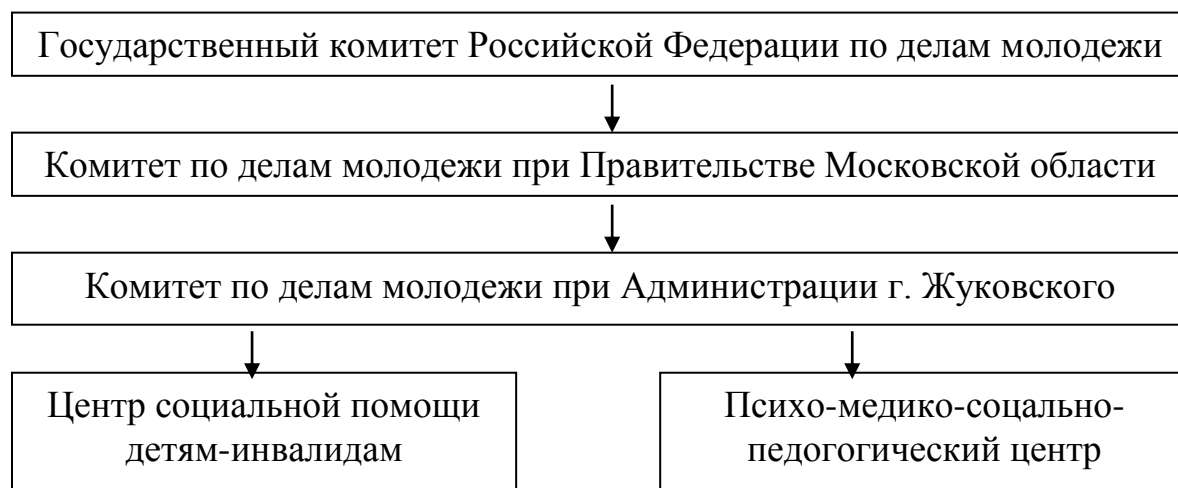 Государственный комитет Российской Федерации по делам молодежи
Комитет по делам молодежи при Правительстве Московской области
Комитет по делам молодежи при Администрации г. Жуковского
Центр социальной помощи
детям-инвалидам
Психо-медико-соцально-
педогогический центр